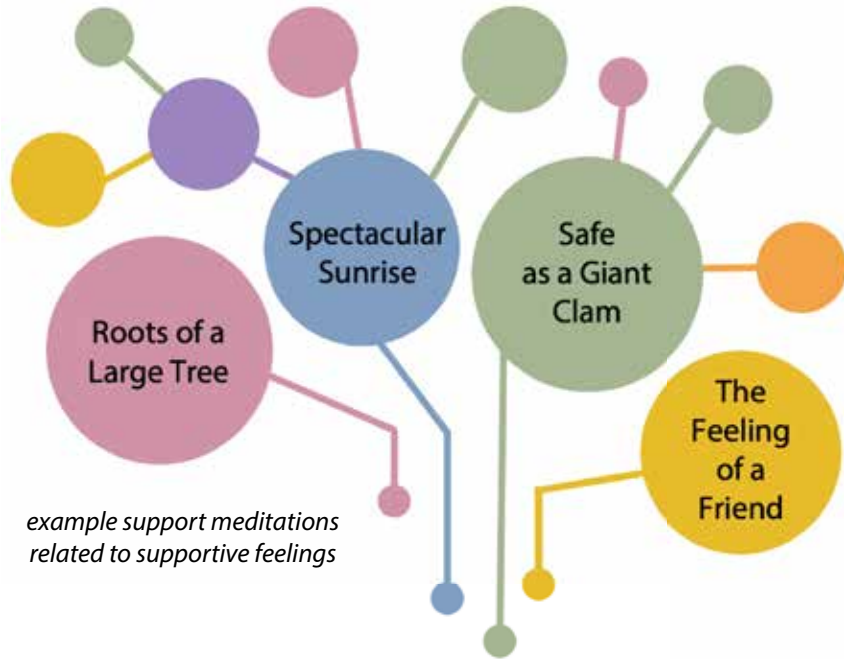 Spectacular
Sunrise
Safe
as a Giant
Clam
Roots of a
Large Tree
The
Feeling
of a
Friend
example support meditations
related to supportive feelings